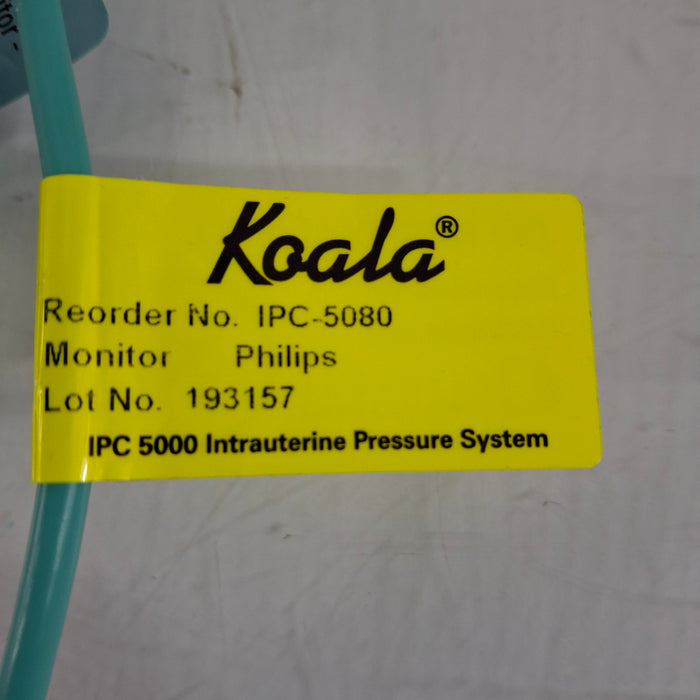 Koala®
Reorder No. IPC-5080
Monitor Philips
Lot No. 193157
IPC 5000 Intrauterine Pressure System